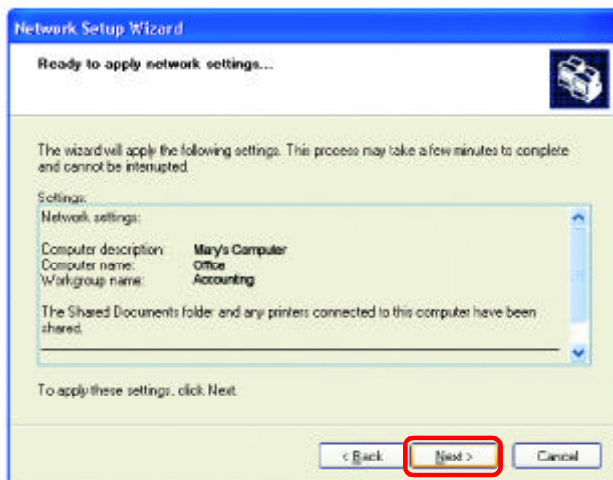 Network Setup Wizard
Ready to apply network settings...
The wizard will apply the following settings. This process may take a few minutes to complete
and cannot be interrupted.
Settings:
Network settings:
Computer description: Mary's Computer
Computer name: Office
Workgroup name: Accounting
The Shared Documents folder and any printers connected to this computer have been
shared.
To apply these settings, click Next.
< Back Next > Cancel